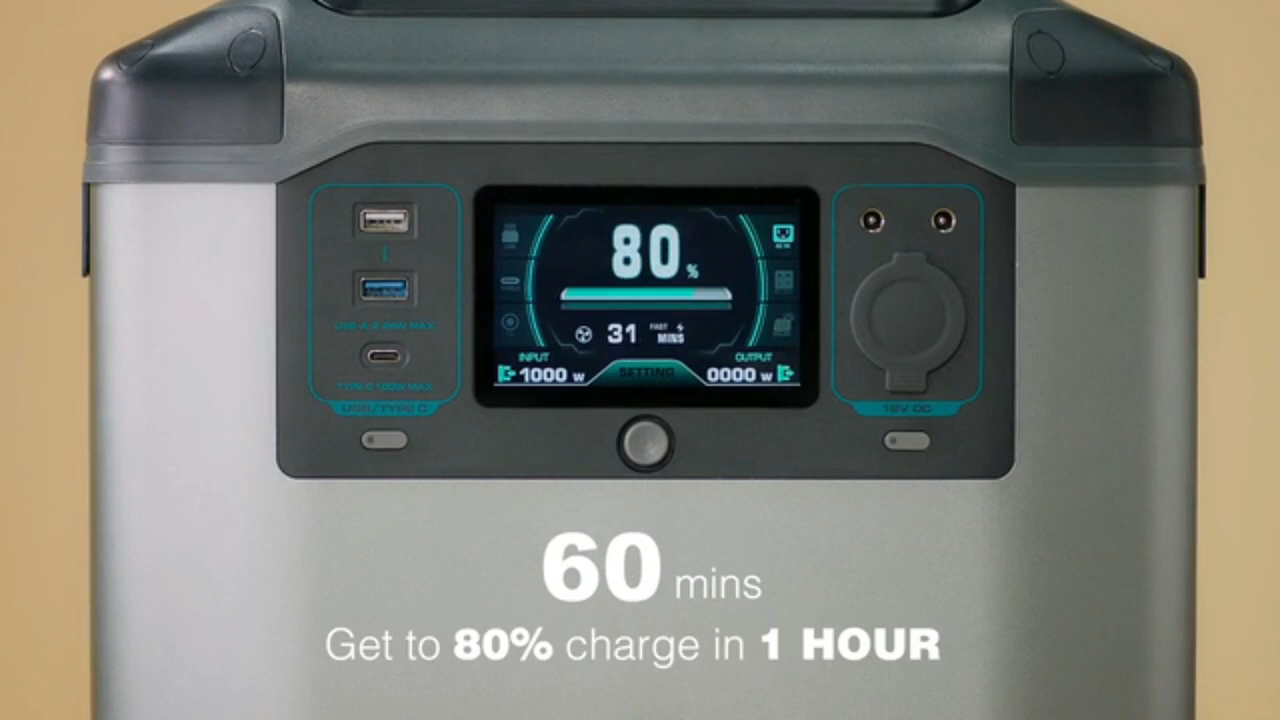 80 %
31 FAST MINS
INPUT
OUTPUT
1000 W
SETTING
0000 W
USB-A
TYPE-C 100W MAX
USB/TYPE C
12V DC
60 mins
Get to 80% charge in 1 HOUR